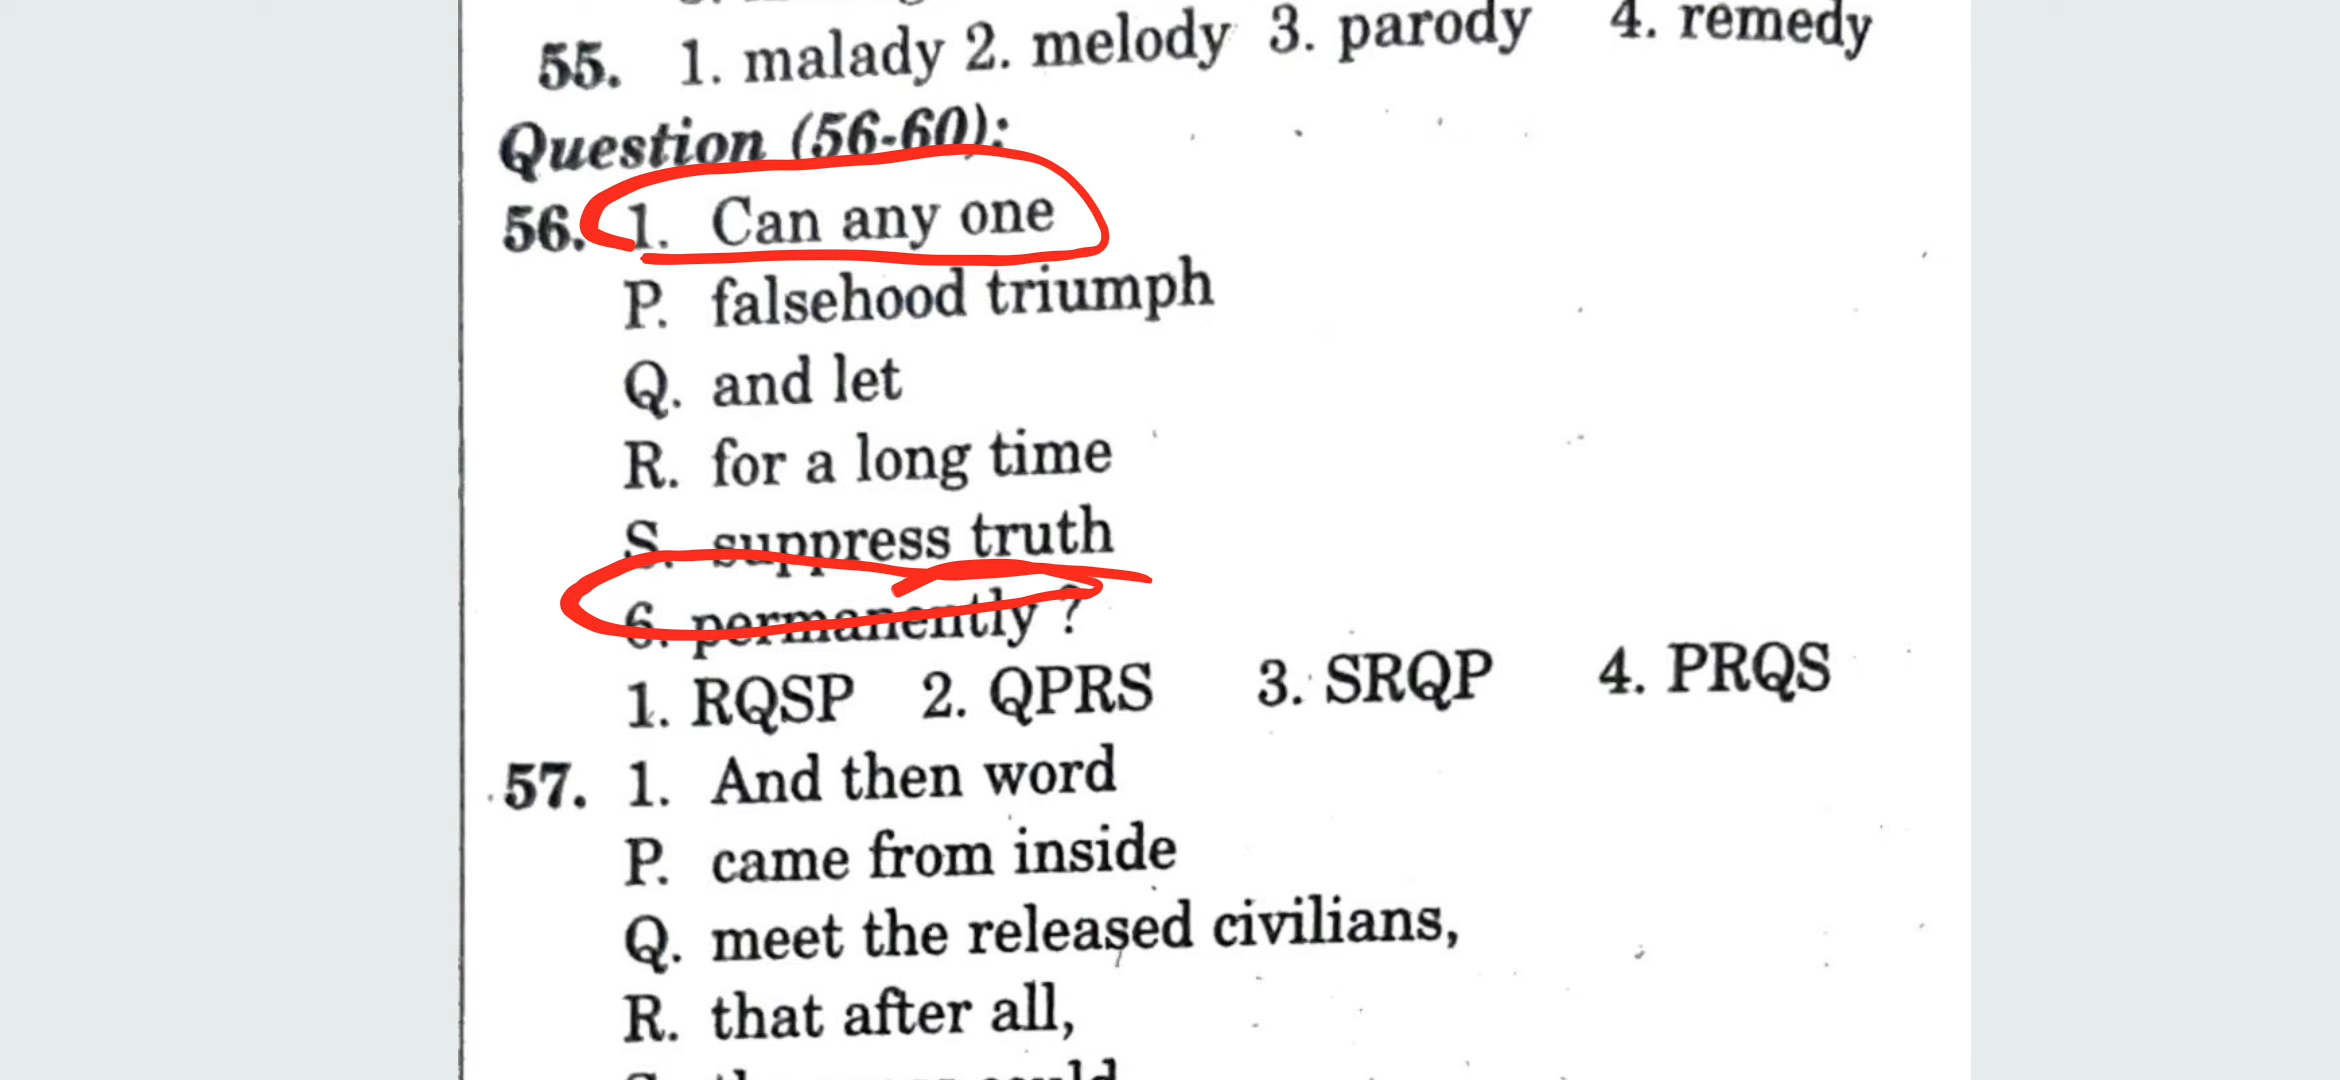 55. 1. malady 2. melody 3. parody 4. remedy
Question (56-60):
56. 1. Can any one
P. falsehood triumph
Q. and let
R. for a long time
S. suppress truth
6. permanently ?
1. RQSP 2. QPRS 3. SRQP 4. PRQS
57. 1. And then word
P. came from inside
Q. meet the released civilians,
R. that after all,